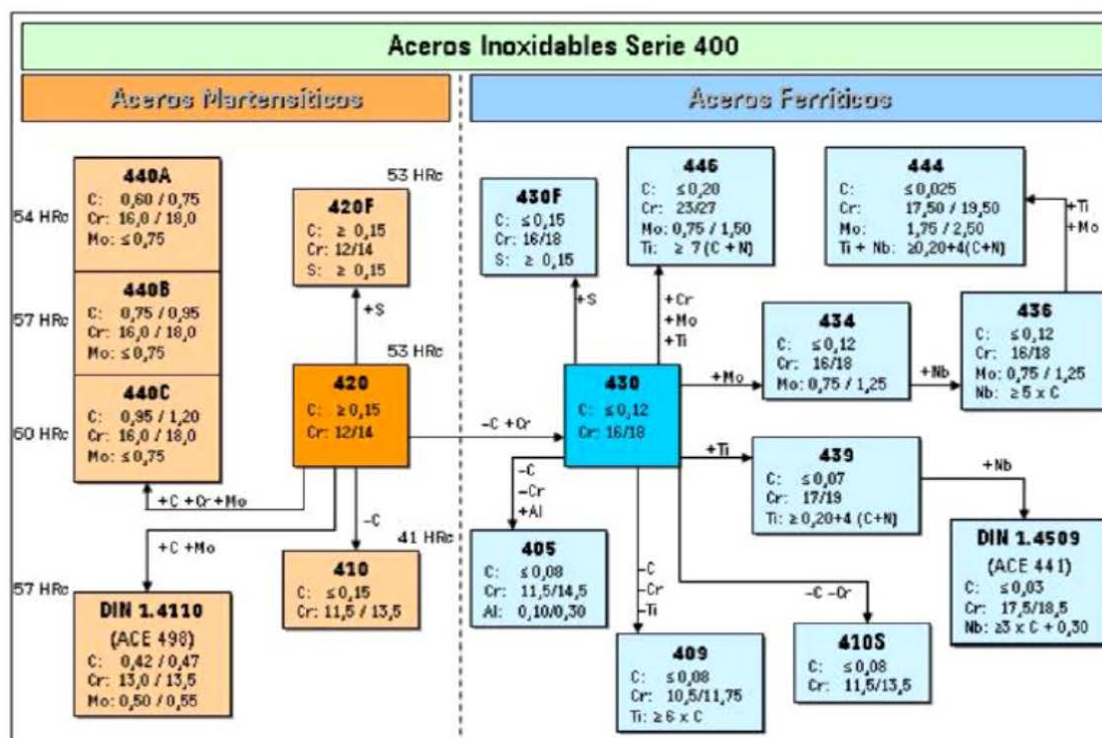 Aceros Inoxidables Serie 400
Aceros Martensíticos
54 HRc
57 HRc
60 HRc
440A
C: 0,60 / 0,75
Cr: 16,0 / 18,0
Mo: ≤ 0,75
440B
C: 0,75 / 0,95
Cr: 16,0 / 18,0
Mo: ≤ 0,75
440C
C: 0,95 / 1,20
Cr: 16,0 / 18,0
Mo: ≤ 0,75
53 HRc
420F
C: ≥ 0,15
Cr: 12/14
S: ≥ 0,15
+S
53 HRc
420
C: ≥ 0,15
Cr: 12/14
+C +Cr +Mo
+C +Mo
–C
–C +Cr
41 HRc
410
C: ≤ 0,15
Cr: 11,5 / 13,5
57 HRc
DIN 1.4110
(ACE 498)
C: 0,42 / 0,47
Cr: 13,0 / 13,5
Mo: 0,50 / 0,55
Aceros Ferríticos
430F
C: ≤ 0,15
Cr: 16/18
S: ≥ 0,15
+S
446
C: ≤ 0,20
Cr: 23/27
Mo: 0,75 / 1,50
Ti: ≥ 7 (C + N)
+Cr
+Mo
+Ti
444
C: ≤ 0,025
Cr: 17,50 / 19,50
Mo: 1,75 / 2,50
Ti + Nb: ≥0,20+4(C+N)
+Ti
+Mo
430
C: ≤ 0,12
Cr: 16/18
+Mo
434
C: ≤ 0,12
Cr: 16/18
Mo: 0,75 / 1,25
+Nb
436
C: ≤ 0,12
Cr: 16/18
Mo: 0,75 / 1,25
Nb: ≥ 5 x C
+Ti
439
C: ≤ 0,07
Cr: 17/19
Ti: ≥ 0,20+4 (C+N)
+Nb
DIN 1.4509
(ACE 441)
C: ≤ 0,03
Cr: 17,5/18,5
Nb: ≥3 x C + 0,30
–C
–Cr
+Al
405
C: ≤ 0,08
Cr: 11,5/14,5
Al: 0,10/0,30
–C
–Cr
–Ti
409
C: ≤ 0,08
Cr: 10,5/11,75
Ti: ≥ 6 x C
–C –Cr
410S
C: ≤ 0,08
Cr: 11,5/13,5